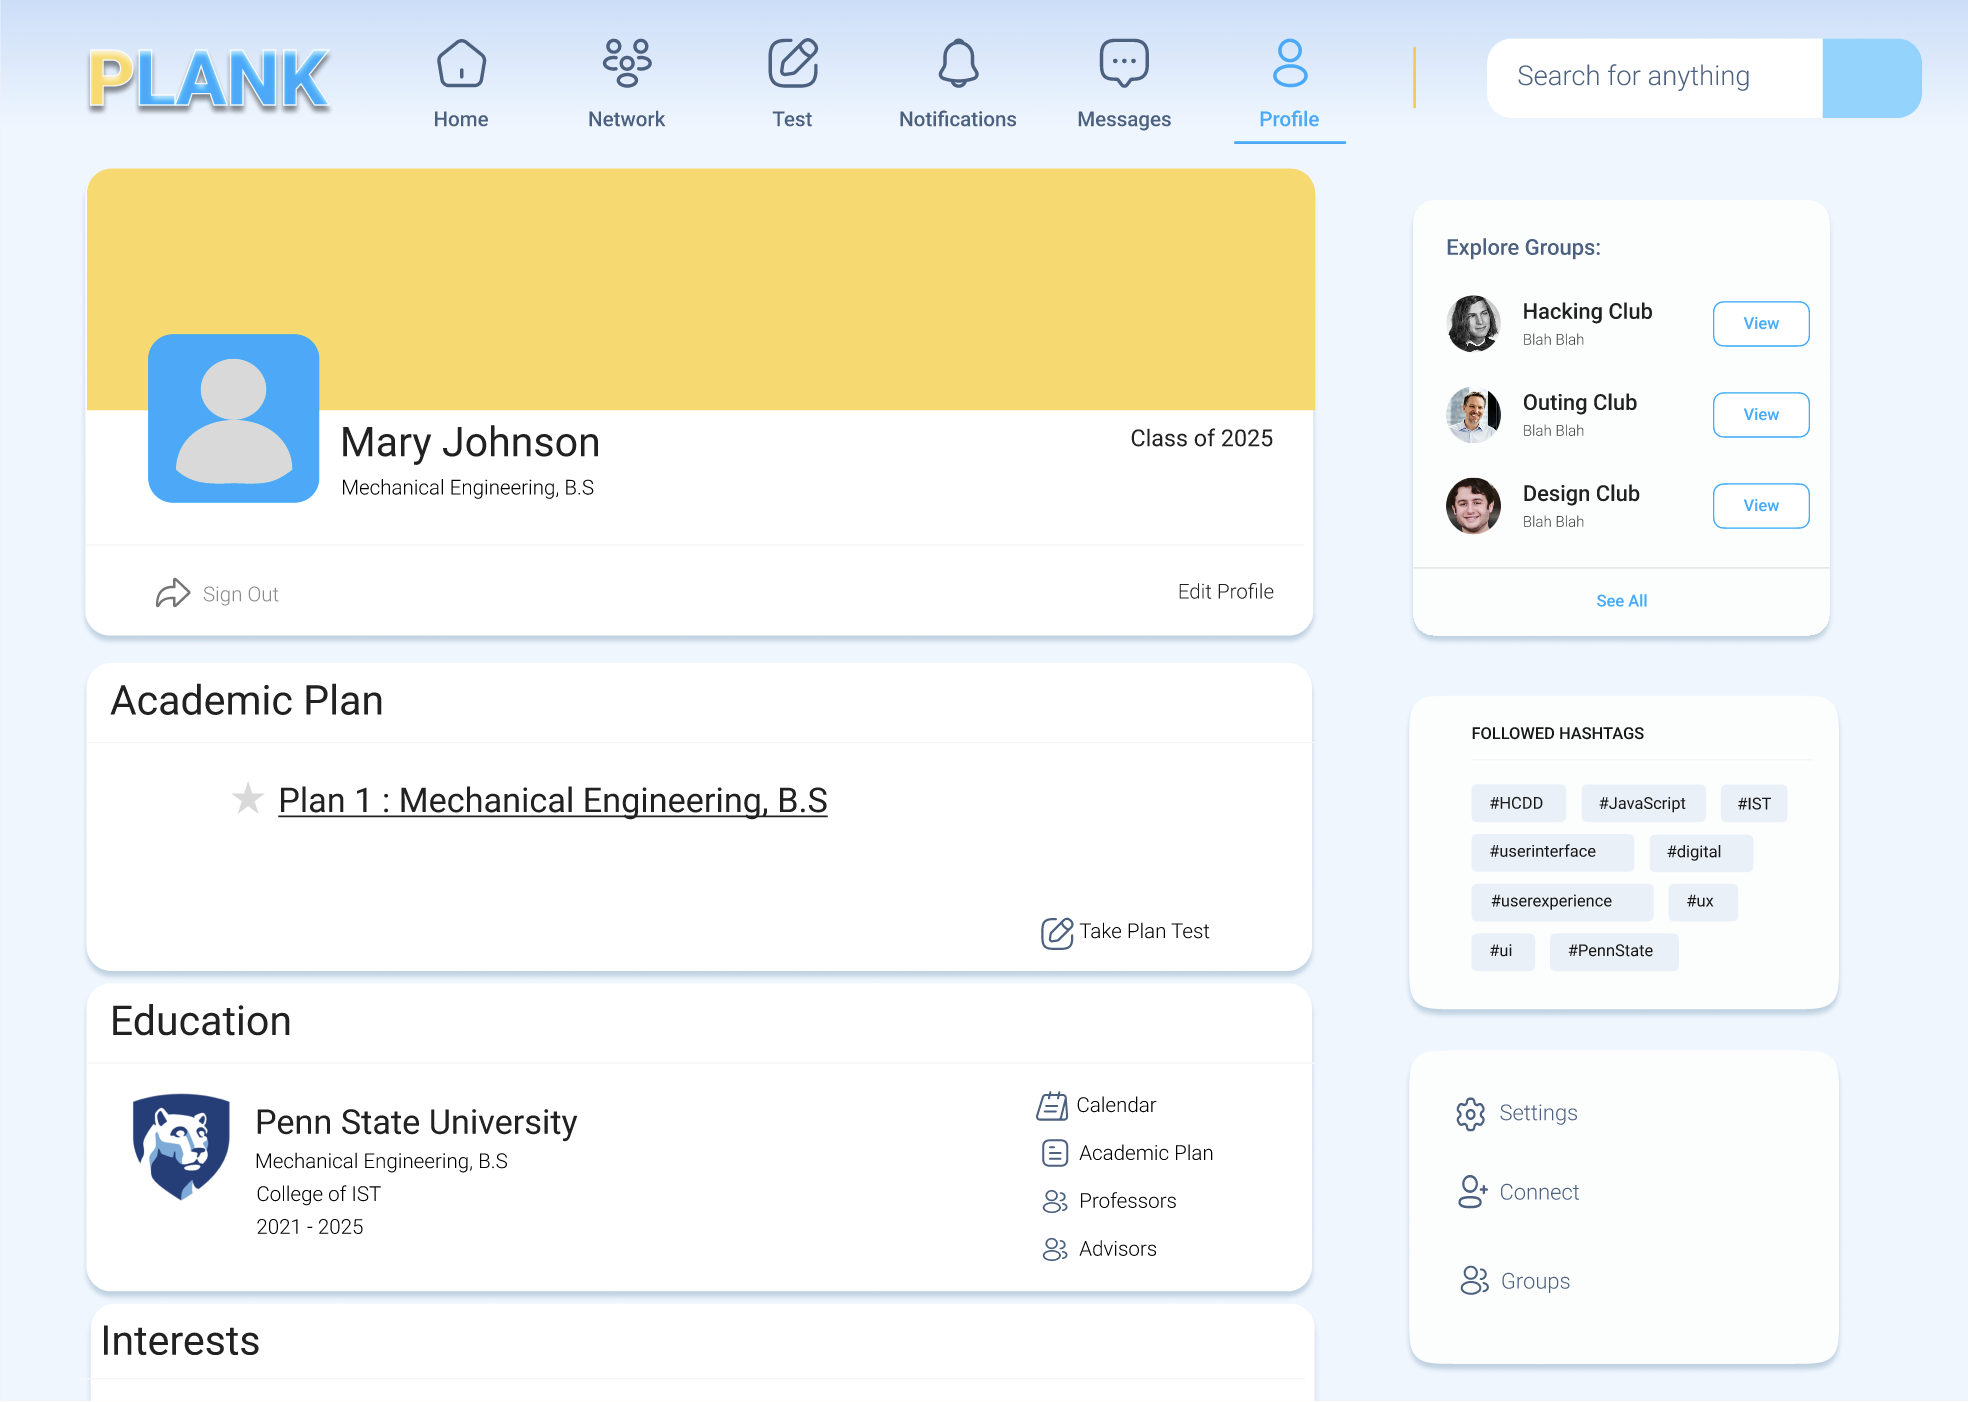 PLANK
Home
Network
Test
Notifications
Messages
Profile
Search for anything
Mary Johnson
Mechanical Engineering, B.S
Class of 2025
Sign Out
Edit Profile
Academic Plan
Plan 1 : Mechanical Engineering, B.S
Take Plan Test
Education
Penn State University
Mechanical Engineering, B.S
College of IST
2021 - 2025
Calendar
Academic Plan
Professors
Advisors
Interests
Explore Groups:
Hacking Club
Blah Blah
View
Outing Club
Blah Blah
View
Design Club
Blah Blah
View
See All
FOLLOWED HASHTAGS
#HCDD #JavaScript #IST
#userinterface #digital
#userexperience #ux
#ui #PennState
Settings
Connect
Groups